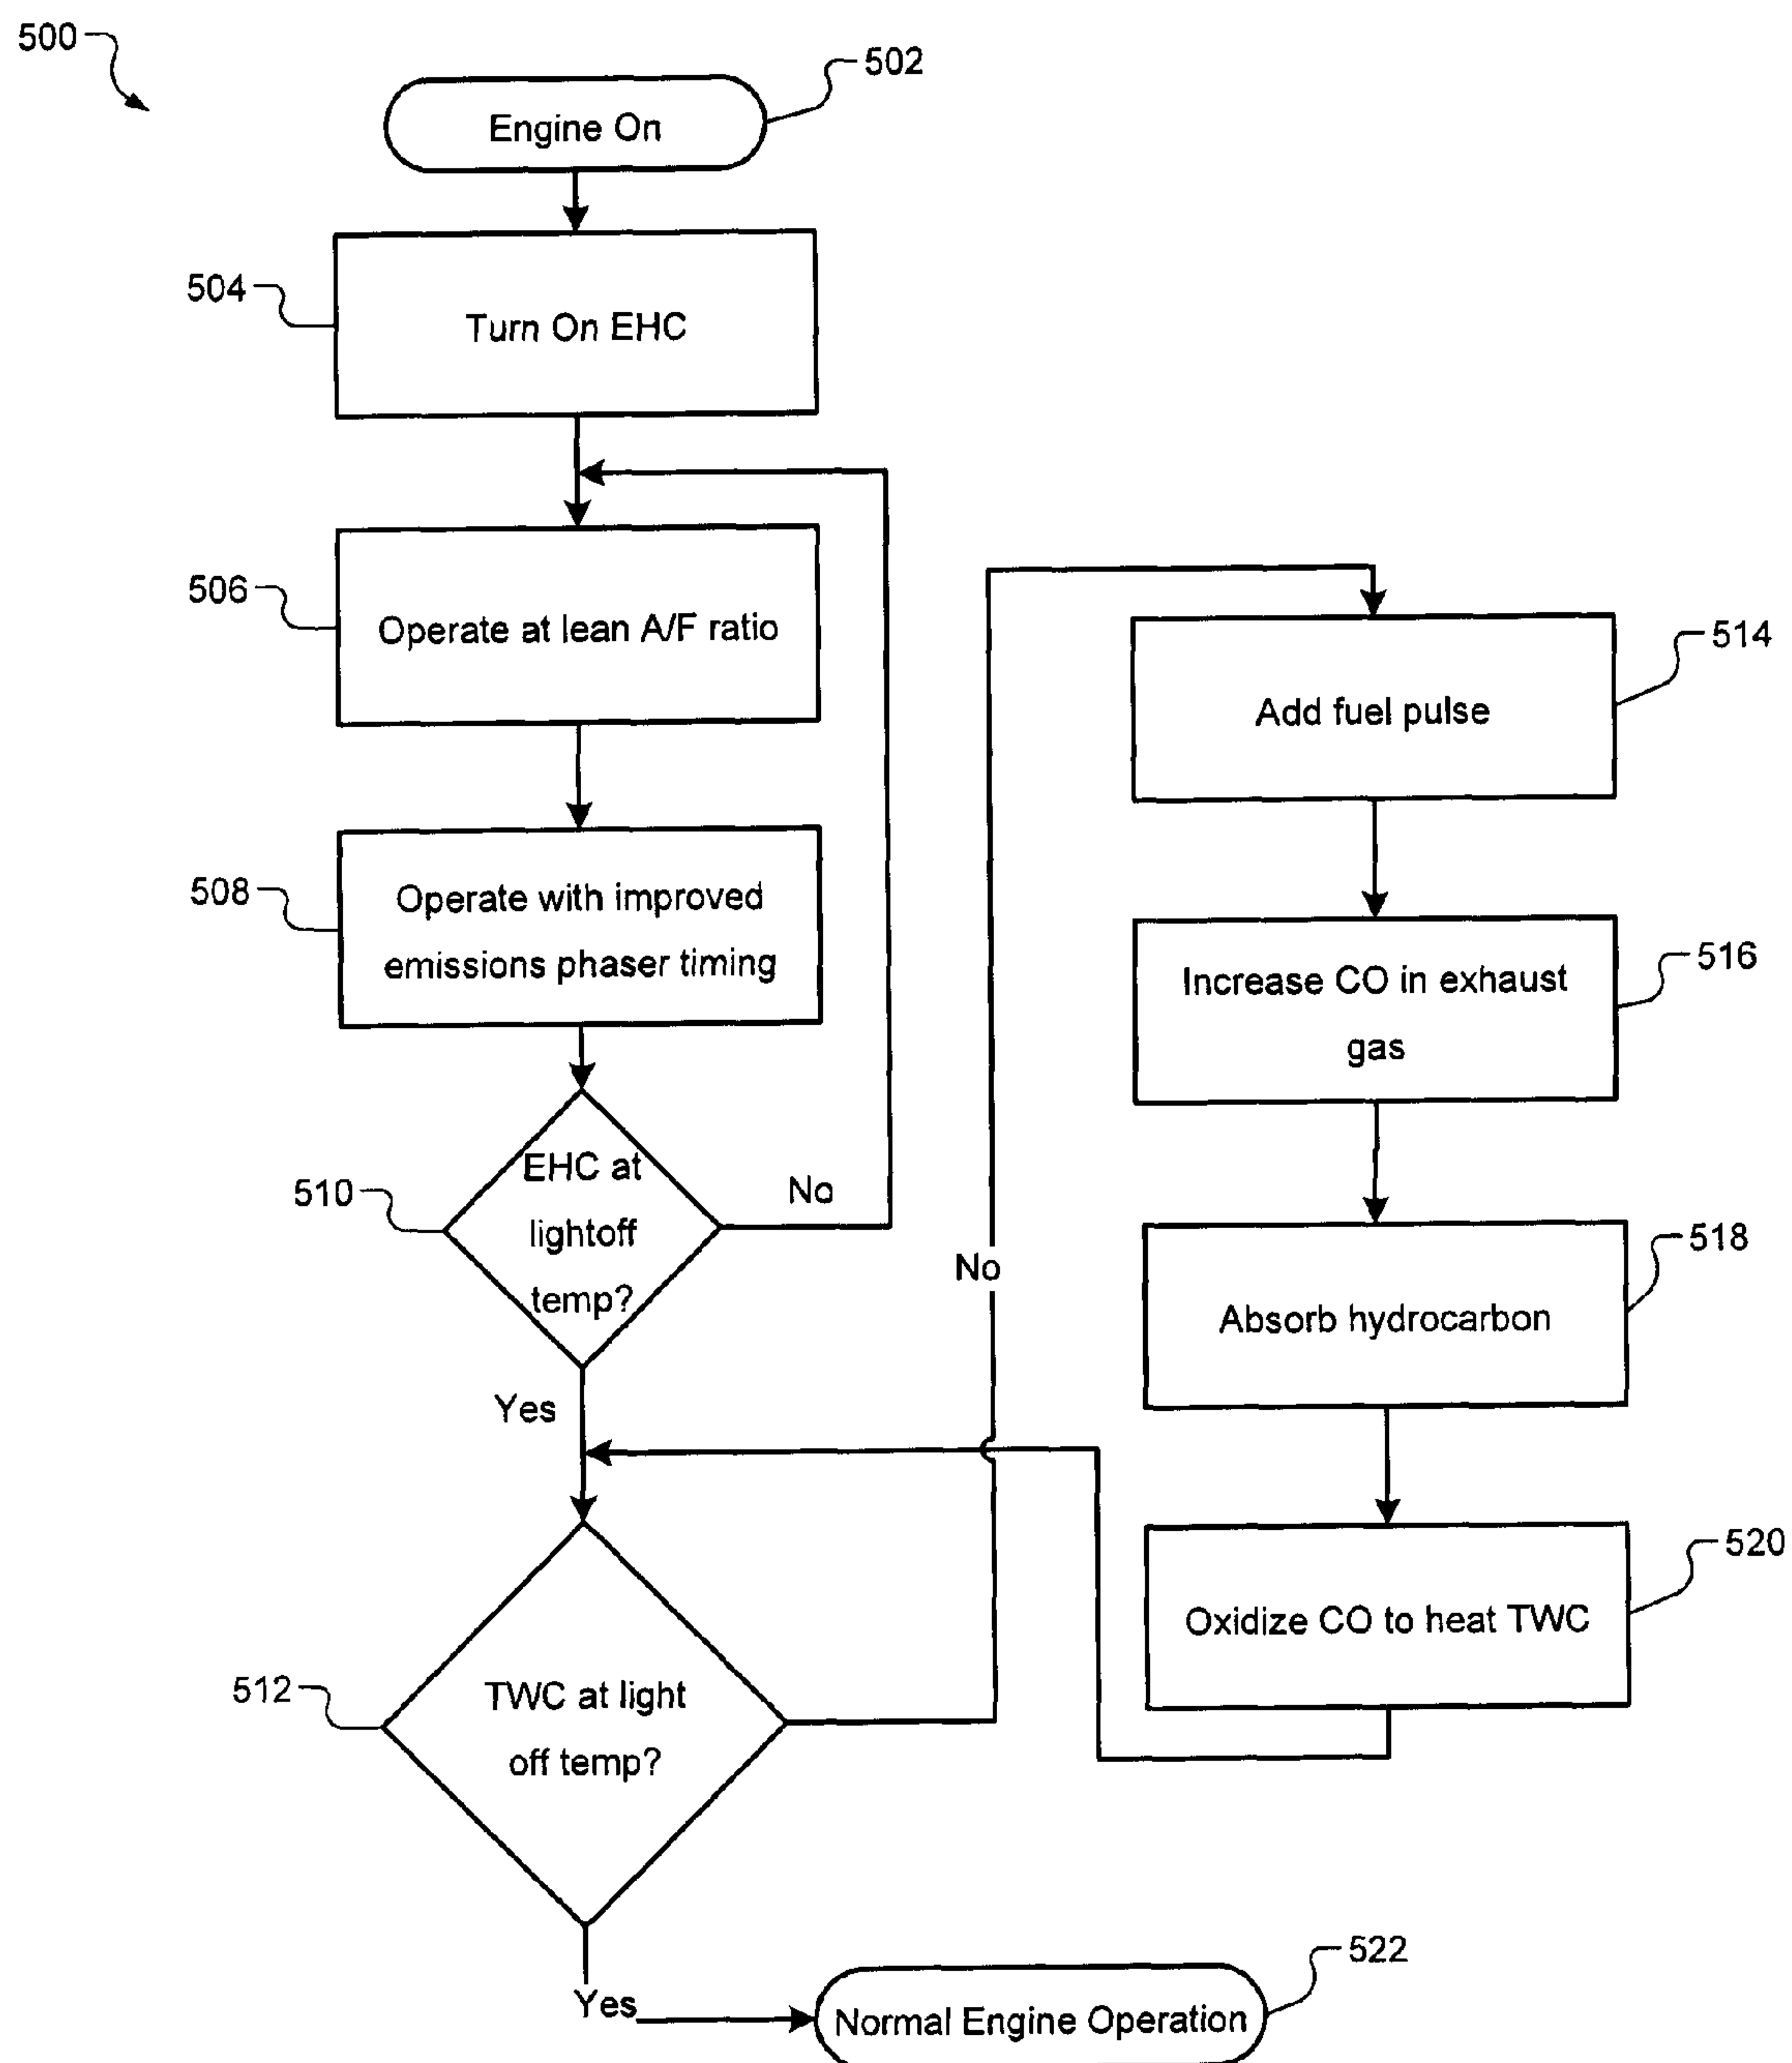 500
502
Engine On
504
Turn On EHC
506
Operate at lean A/F ratio
508
Operate with improved
emissions phaser timing
510
EHC at
lightoff
temp?
No
Yes
512
TWC at light
off temp?
No
Yes
514
Add fuel pulse
516
Increase CO in exhaust
gas
518
Absorb hydrocarbon
520
Oxidize CO to heat TWC
522
Normal Engine Operation